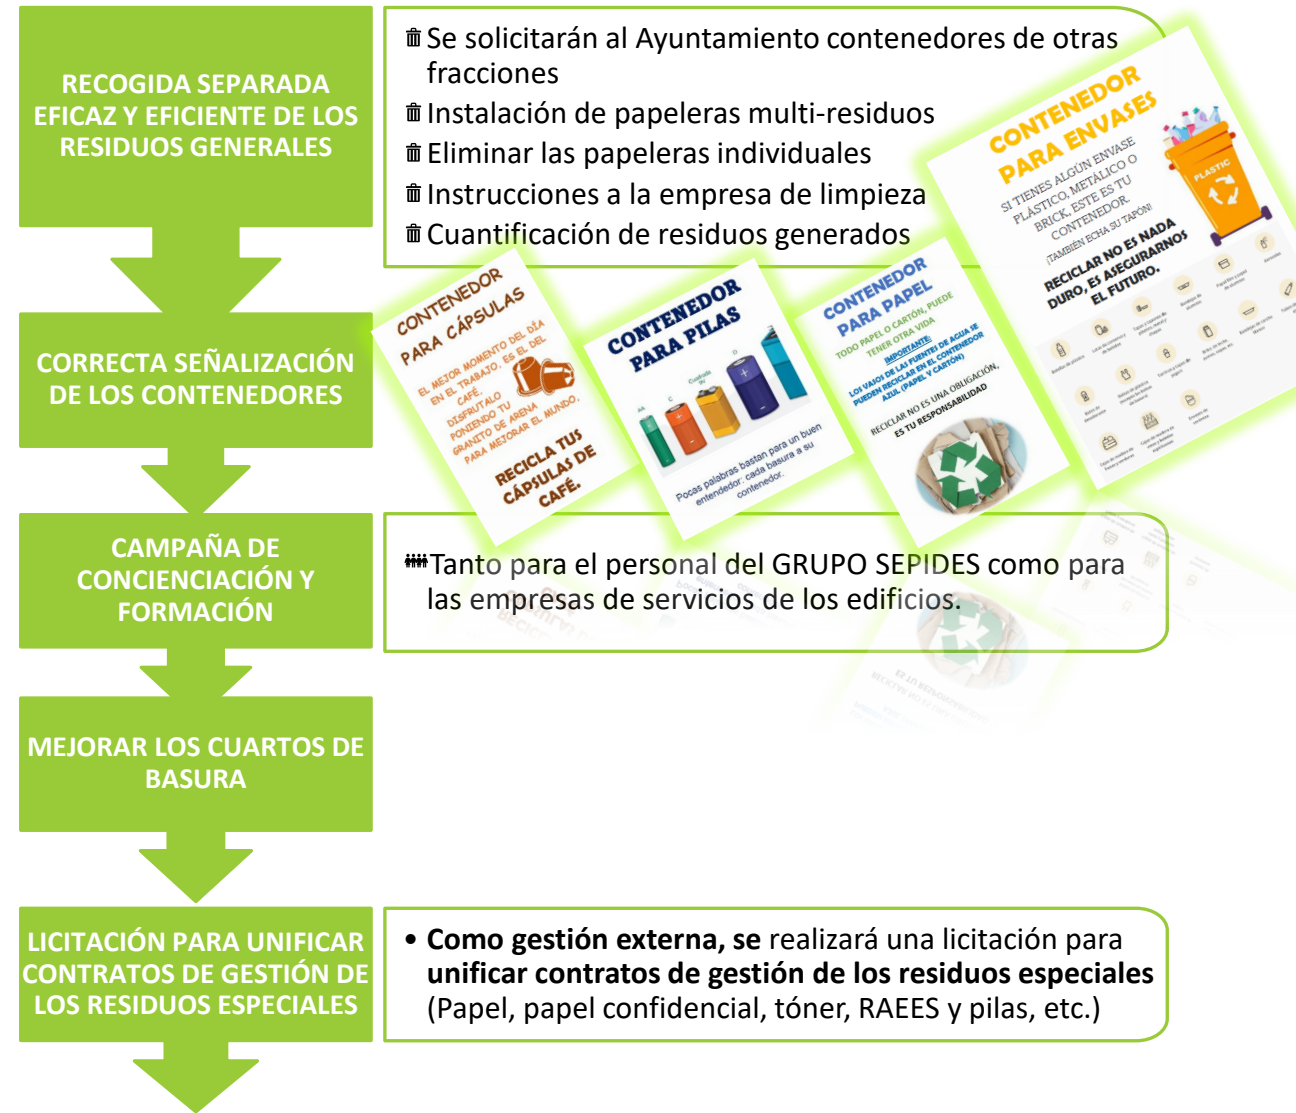 RECOGIDA SEPARADA
EFICAZ Y EFICIENTE DE LOS
RESIDUOS GENERALES
Se solicitarán al Ayuntamiento contenedores de otras
fracciones
Instalación de papeleras multi-residuos
Eliminar las papeleras individuales
Instrucciones a la empresa de limpieza
Cuantificación de residuos generados
CORRECTA SEÑALIZACIÓN
DE LOS CONTENEDORES
CONTENEDOR
PARA CÁPSULAS
EL MEJOR MOMENTO DEL DÍA
EN EL TRABAJO, ES EL DEL
CAFÉ.
DISFRUTALO
PONIENDO TU
GRANITO DE ARENA
PARA MEJORAR EL MUNDO.
RECICLA TUS
CÁPSULAS DE
CAFÉ.
CONTENEDOR
PARA PILAS
AA
C
Cuadrada
9V
D
Pocas palabras bastan para un buen
entendedor: cada basura a su
contenedor.
CONTENEDOR
PARA PAPEL
TODO PAPEL O CARTÓN, PUEDE
TENER OTRA VIDA
IMPORTANTE:
LOS VASOS DE LAS FUENTES DE AGUA SE
PUEDEN RECICLAR EN EL CONTENEDOR
AZUL (PAPEL Y CARTÓN)
RECICLAR NO ES UNA OBLIGACIÓN,
ES TU RESPONSABILIDAD
CONTENEDOR
PARA ENVASES
SI TIENES ALGÚN ENVASE
PLÁSTICO, METÁLICO O
BRICK, ESTE ES TU
CONTENEDOR.
¡TAMBIÉN ECHA SU TAPÓN!
PLASTIC
RECICLAR NO ES NADA
DURO, ES ASEGURARNOS
EL FUTURO.
Botellas de plástico
CAMPAÑA DE
CONCIENCIACIÓN Y
FORMACIÓN
Tanto para el personal del GRUPO SEPIDES como para
las empresas de servicios de los edificios.
MEJORAR LOS CUARTOS DE
BASURA
LICITACIÓN PARA UNIFICAR
CONTRATOS DE GESTIÓN DE
LOS RESIDUOS ESPECIALES
• Como gestión externa, se realizará una licitación para
unificar contratos de gestión de los residuos especiales
(Papel, papel confidencial, tóner, RAEES y pilas, etc.)